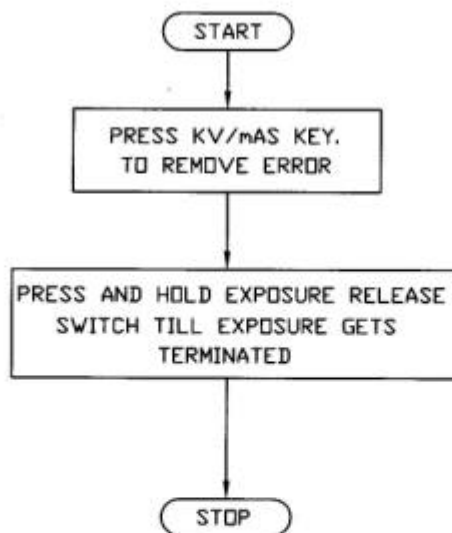 START
PRESS KV/mAS KEY.
TO REMOVE ERROR
PRESS AND HOLD EXPOSURE RELEASE
SWITCH TILL EXPOSURE GETS
TERMINATED
STOP